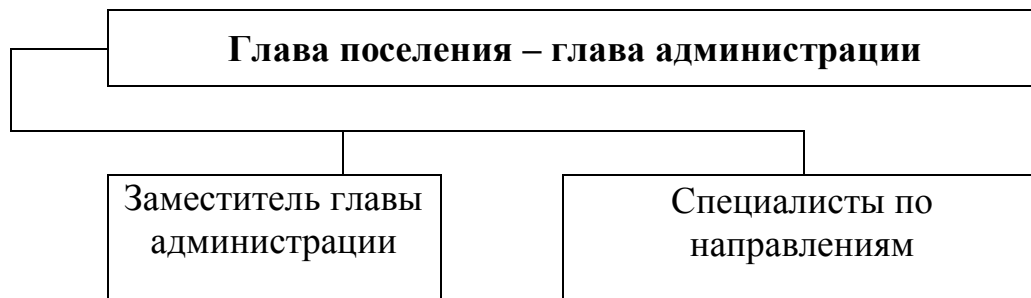 Глава поселения – глава администрации
Заместитель главы
администрации
Специалисты по
направлениям